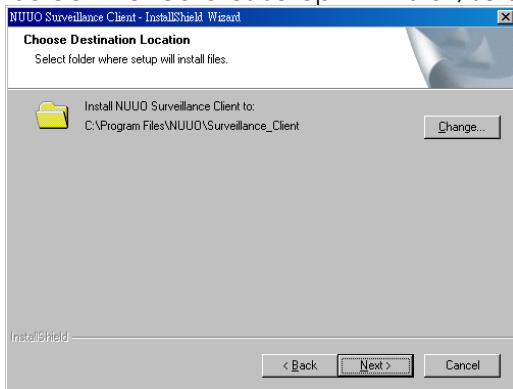 NUUO Surveillance Client - InstallShield Wizard
Choose Destination Location
Select folder where setup will install files.
Install NUUO Surveillance Client to:
C:\Program Files\NUUO\Surveillance_Client
Change...
InstallShield
< Back
Next >
Cancel